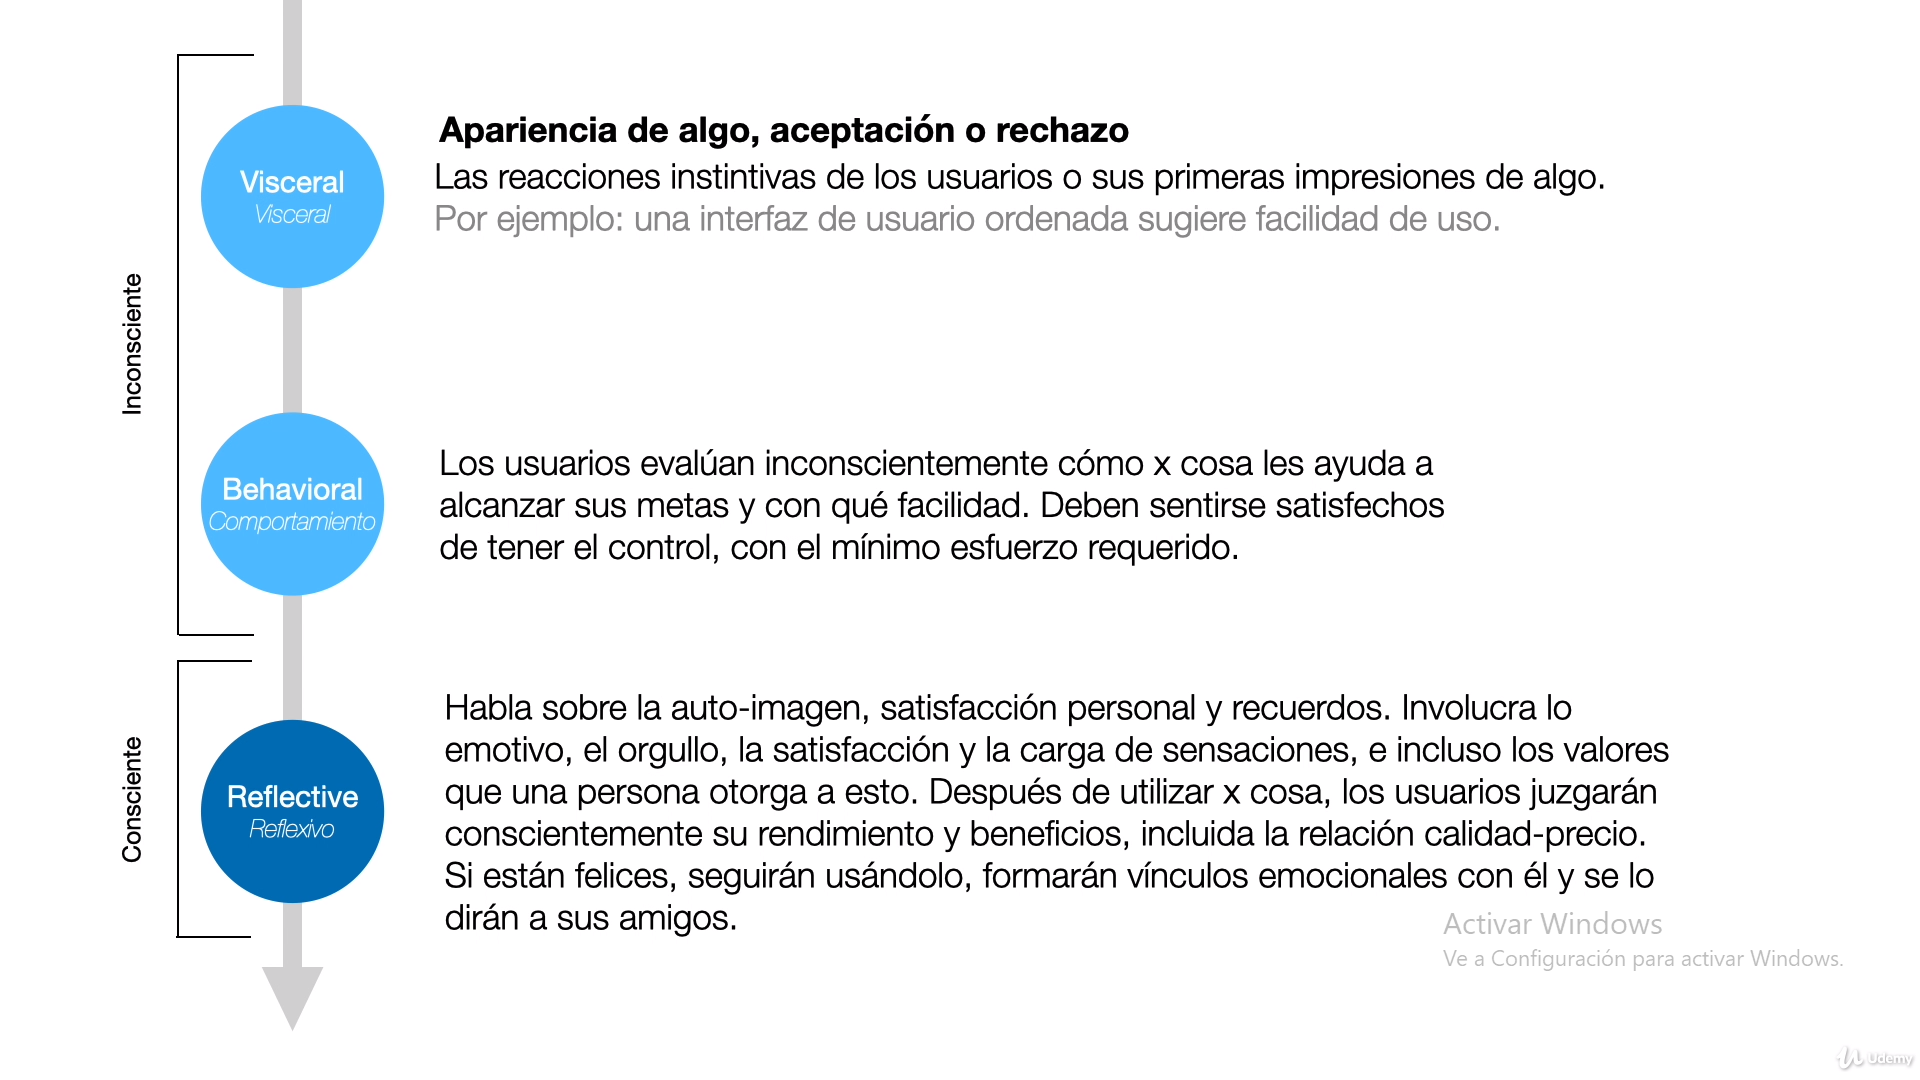 Inconsciente
Visceral
Visceral
Apariencia de algo, aceptación o rechazo
Las reacciones instintivas de los usuarios o sus primeras impresiones de algo.
Por ejemplo: una interfaz de usuario ordenada sugiere facilidad de uso.
Behavioral
Comportamiento
Los usuarios evalúan inconscientemente cómo x cosa les ayuda a
alcanzar sus metas y con qué facilidad. Deben sentirse satisfechos
de tener el control, con el mínimo esfuerzo requerido.
Consciente
Reflective
Reflexivo
Habla sobre la auto-imagen, satisfacción personal y recuerdos. Involucra lo
emotivo, el orgullo, la satisfacción y la carga de sensaciones, e incluso los valores
que una persona otorga a esto. Después de utilizar x cosa, los usuarios juzgarán
conscientemente su rendimiento y beneficios, incluida la relación calidad-precio.
Si están felices, seguirán usándolo, formarán vínculos emocionales con él y se lo
dirán a sus amigos.
Activar Windows
Ve a Configuración para activar Windows.
Udemy